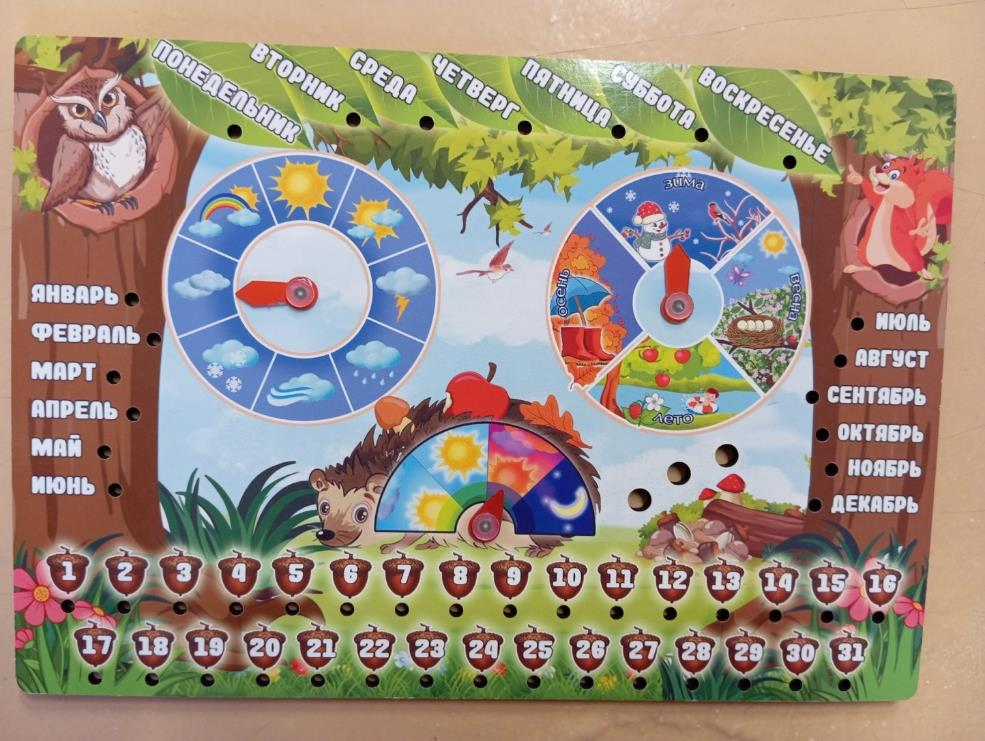 ПОНЕДЕЛЬНИК
ВТОРНИК
СРЕДА
ЧЕТВЕРГ
ПЯТНИЦА
СУББОТА
ВОСКРЕСЕНЬЕ
зима
осень
весна
лето
ЯНВАРЬ
ФЕВРАЛЬ
МАРТ
АПРЕЛЬ
МАЙ
ИЮНЬ
ИЮЛЬ
АВГУСТ
СЕНТЯБРЬ
ОКТЯБРЬ
НОЯБРЬ
ДЕКАБРЬ
1 2 3 4 5 6 7 8 9 10 11 12 13 14 15 16
17 18 19 20 21 22 23 24 25 26 27 28 29 30 31